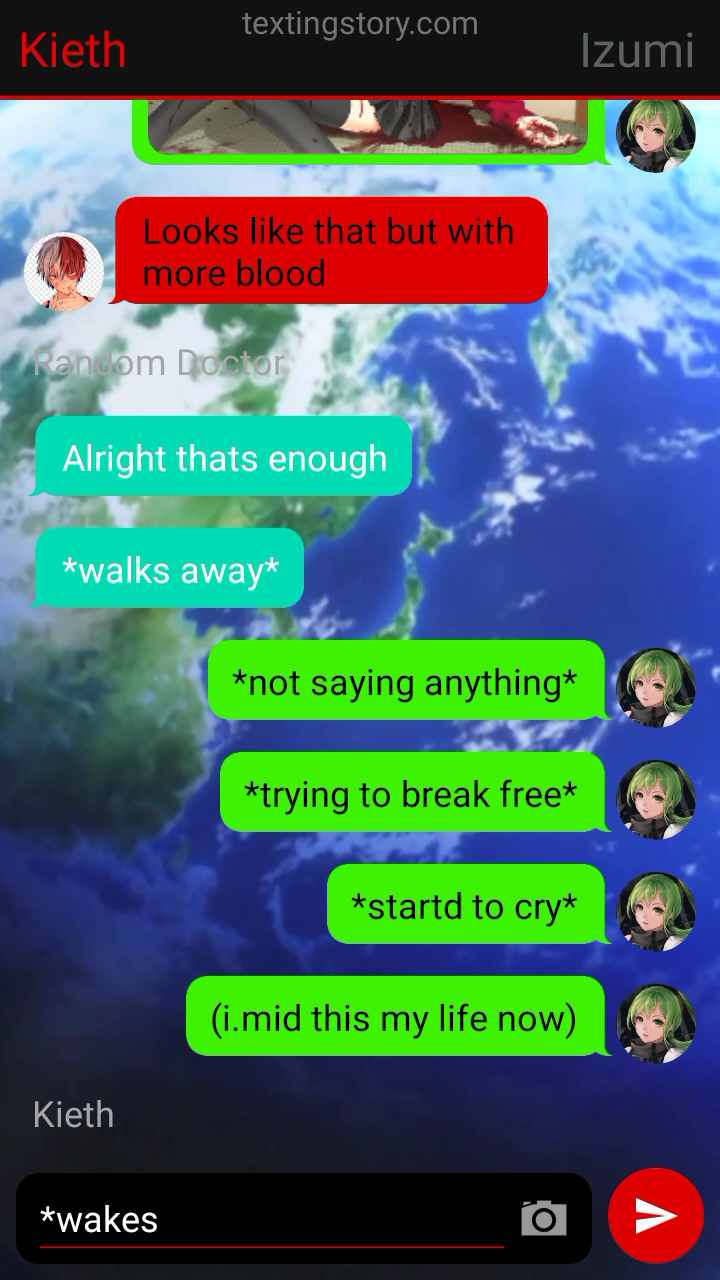 textingstory.com
Kieth
Izumi
Looks like that but with
more blood
Random Doctor
Alright thats enough
*walks away*
*not saying anything*
*trying to break free*
*startd to cry*
(i.mid this my life now)
Kieth
*wakes